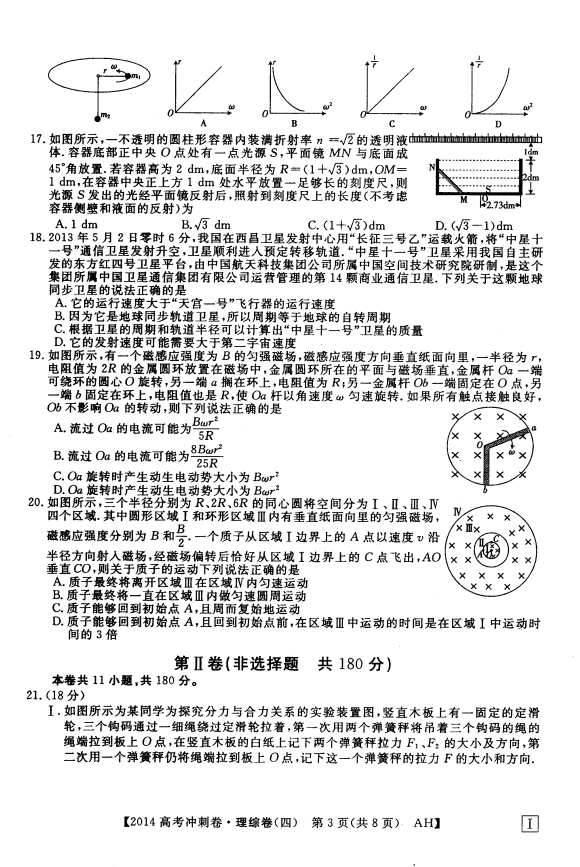 r ω m₁
m₂
r
O ω
A
r
O ω²
B
1/r
O ω
C
1/r
O ω²
D
17. 如图所示,一不透明的圆柱形容器内装满折射率 n =√2的透明液
体.容器底部正中央 O 点处有一点光源 S,平面镜 MN 与底面成
45°角放置.若容器高为 2 dm,底面半径为 R=(1+√3)dm,OM=
1 dm,在容器中央正上方 1 dm 处水平放置一足够长的刻度尺,则
光源 S 发出的光经平面镜反射后,照射到刻度尺上的长度(不考虑
容器侧壁和液面的反射)为
1dm
N
2dm
M O S
2.73dm
A. 1 dm B. √3 dm C. (1+√3)dm D. (√3-1)dm
18. 2013 年 5 月 2 日零时 6 分,我国在西昌卫星发射中心用“长征三号乙”运载火箭,将“中星十
一号”通信卫星发射升空,卫星顺利进入预定转移轨道.“中星十一号”卫星采用我国自主研
发的东方红四号卫星平台,由中国航天科技集团公司所属中国空间技术研究院研制,是这个
集团所属中国卫星通信集团有限公司运营管理的第 14 颗商业通信卫星.下列关于这颗地球
同步卫星的说法正确的是
A. 它的运行速度大于“天宫一号”飞行器的运行速度
B. 因为它是地球同步轨道卫星,所以周期等于地球的自转周期
C. 根据卫星的周期和轨道半径可以计算出“中星十一号”卫星的质量
D. 它的发射速度可能需要大于第二宇宙速度
19. 如图所示,有一个磁感应强度为 B 的匀强磁场,磁感应强度方向垂直纸面向里,一半径为 r,
电阻值为 2R 的金属圆环放置在磁场中,金属圆环所在的平面与磁场垂直,金属杆 Oa 一端
可绕环的圆心 O 旋转,另一端 a 搁在环上,电阻值为 R;另一金属杆 Ob 一端固定在 O 点,另
一端 b 固定在环上,电阻值也是 R,使 Oa 杆以角速度 ω 匀速旋转.如果所有触点接触良好,
Ob 不影响 Oa 的转动,则下列说法正确的是
A. 流过 Oa 的电流可能为Bωr²/5R
B. 流过 Oa 的电流可能为8Bωr²/25R
C. Oa 旋转时产生动生电动势大小为 Bωr²
D. Oa 旋转时产生动生电动势大小为 Bωr²
a
O
ω
b
20. 如图所示,三个半径分别为 R、2R、6R 的同心圆将空间分为Ⅰ、Ⅱ、Ⅲ、Ⅳ
四个区域.其中圆形区域Ⅰ和环形区域Ⅲ内有垂直纸面向里的匀强磁场,
磁感应强度分别为 B 和B/2.一个质子从区域Ⅰ边界上的 A 点以速度 v 沿
半径方向射入磁场,经磁场偏转后恰好从区域Ⅰ边界上的 C 点飞出,AO
垂直 CO,则关于质子的运动下列说法正确的是
A. 质子最终将离开区域Ⅲ在区域Ⅳ内匀速运动
B. 质子最终将一直在区域Ⅲ内做匀速圆周运动
C. 质子能够回到初始点 A,且周而复始地运动
D. 质子能够回到初始点 A,且回到初始点前,在区域Ⅲ中运动的时间是在区域Ⅰ中运动时
间的 3 倍
Ⅳ
Ⅲ
Ⅱ C
A
第Ⅱ卷(非选择题 共 180 分)
本卷共 11 小题,共 180 分。
21. (18 分)
Ⅰ. 如图所示为某同学为探究分力与合力关系的实验装置图,竖直木板上有一固定的定滑
轮,三个钩码通过一细绳绕过定滑轮拉着,第一次用两个弹簧秤将吊着三个钩码的绳的
绳端拉到板上 O 点,在竖直木板的白纸上记下两个弹簧秤拉力 F₁、F₂ 的大小及方向,第
二次用一个弹簧秤仍将绳端拉到板上 O 点,记下这一个弹簧秤的拉力 F 的大小和方向.
【2014 高考冲刺卷·理综卷(四) 第 3 页(共 8 页) AH】
Ⅰ